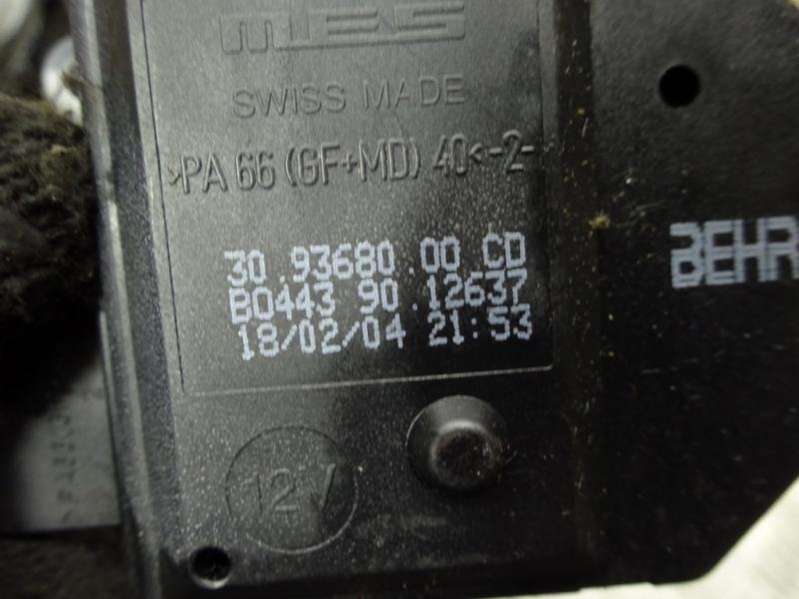 MES
SWISS MADE
>PA 66 (GF+MD) 40<-2-
30.93680.00 CD
B0443 90.12637
18/02/04 21:53
BEHR
12V